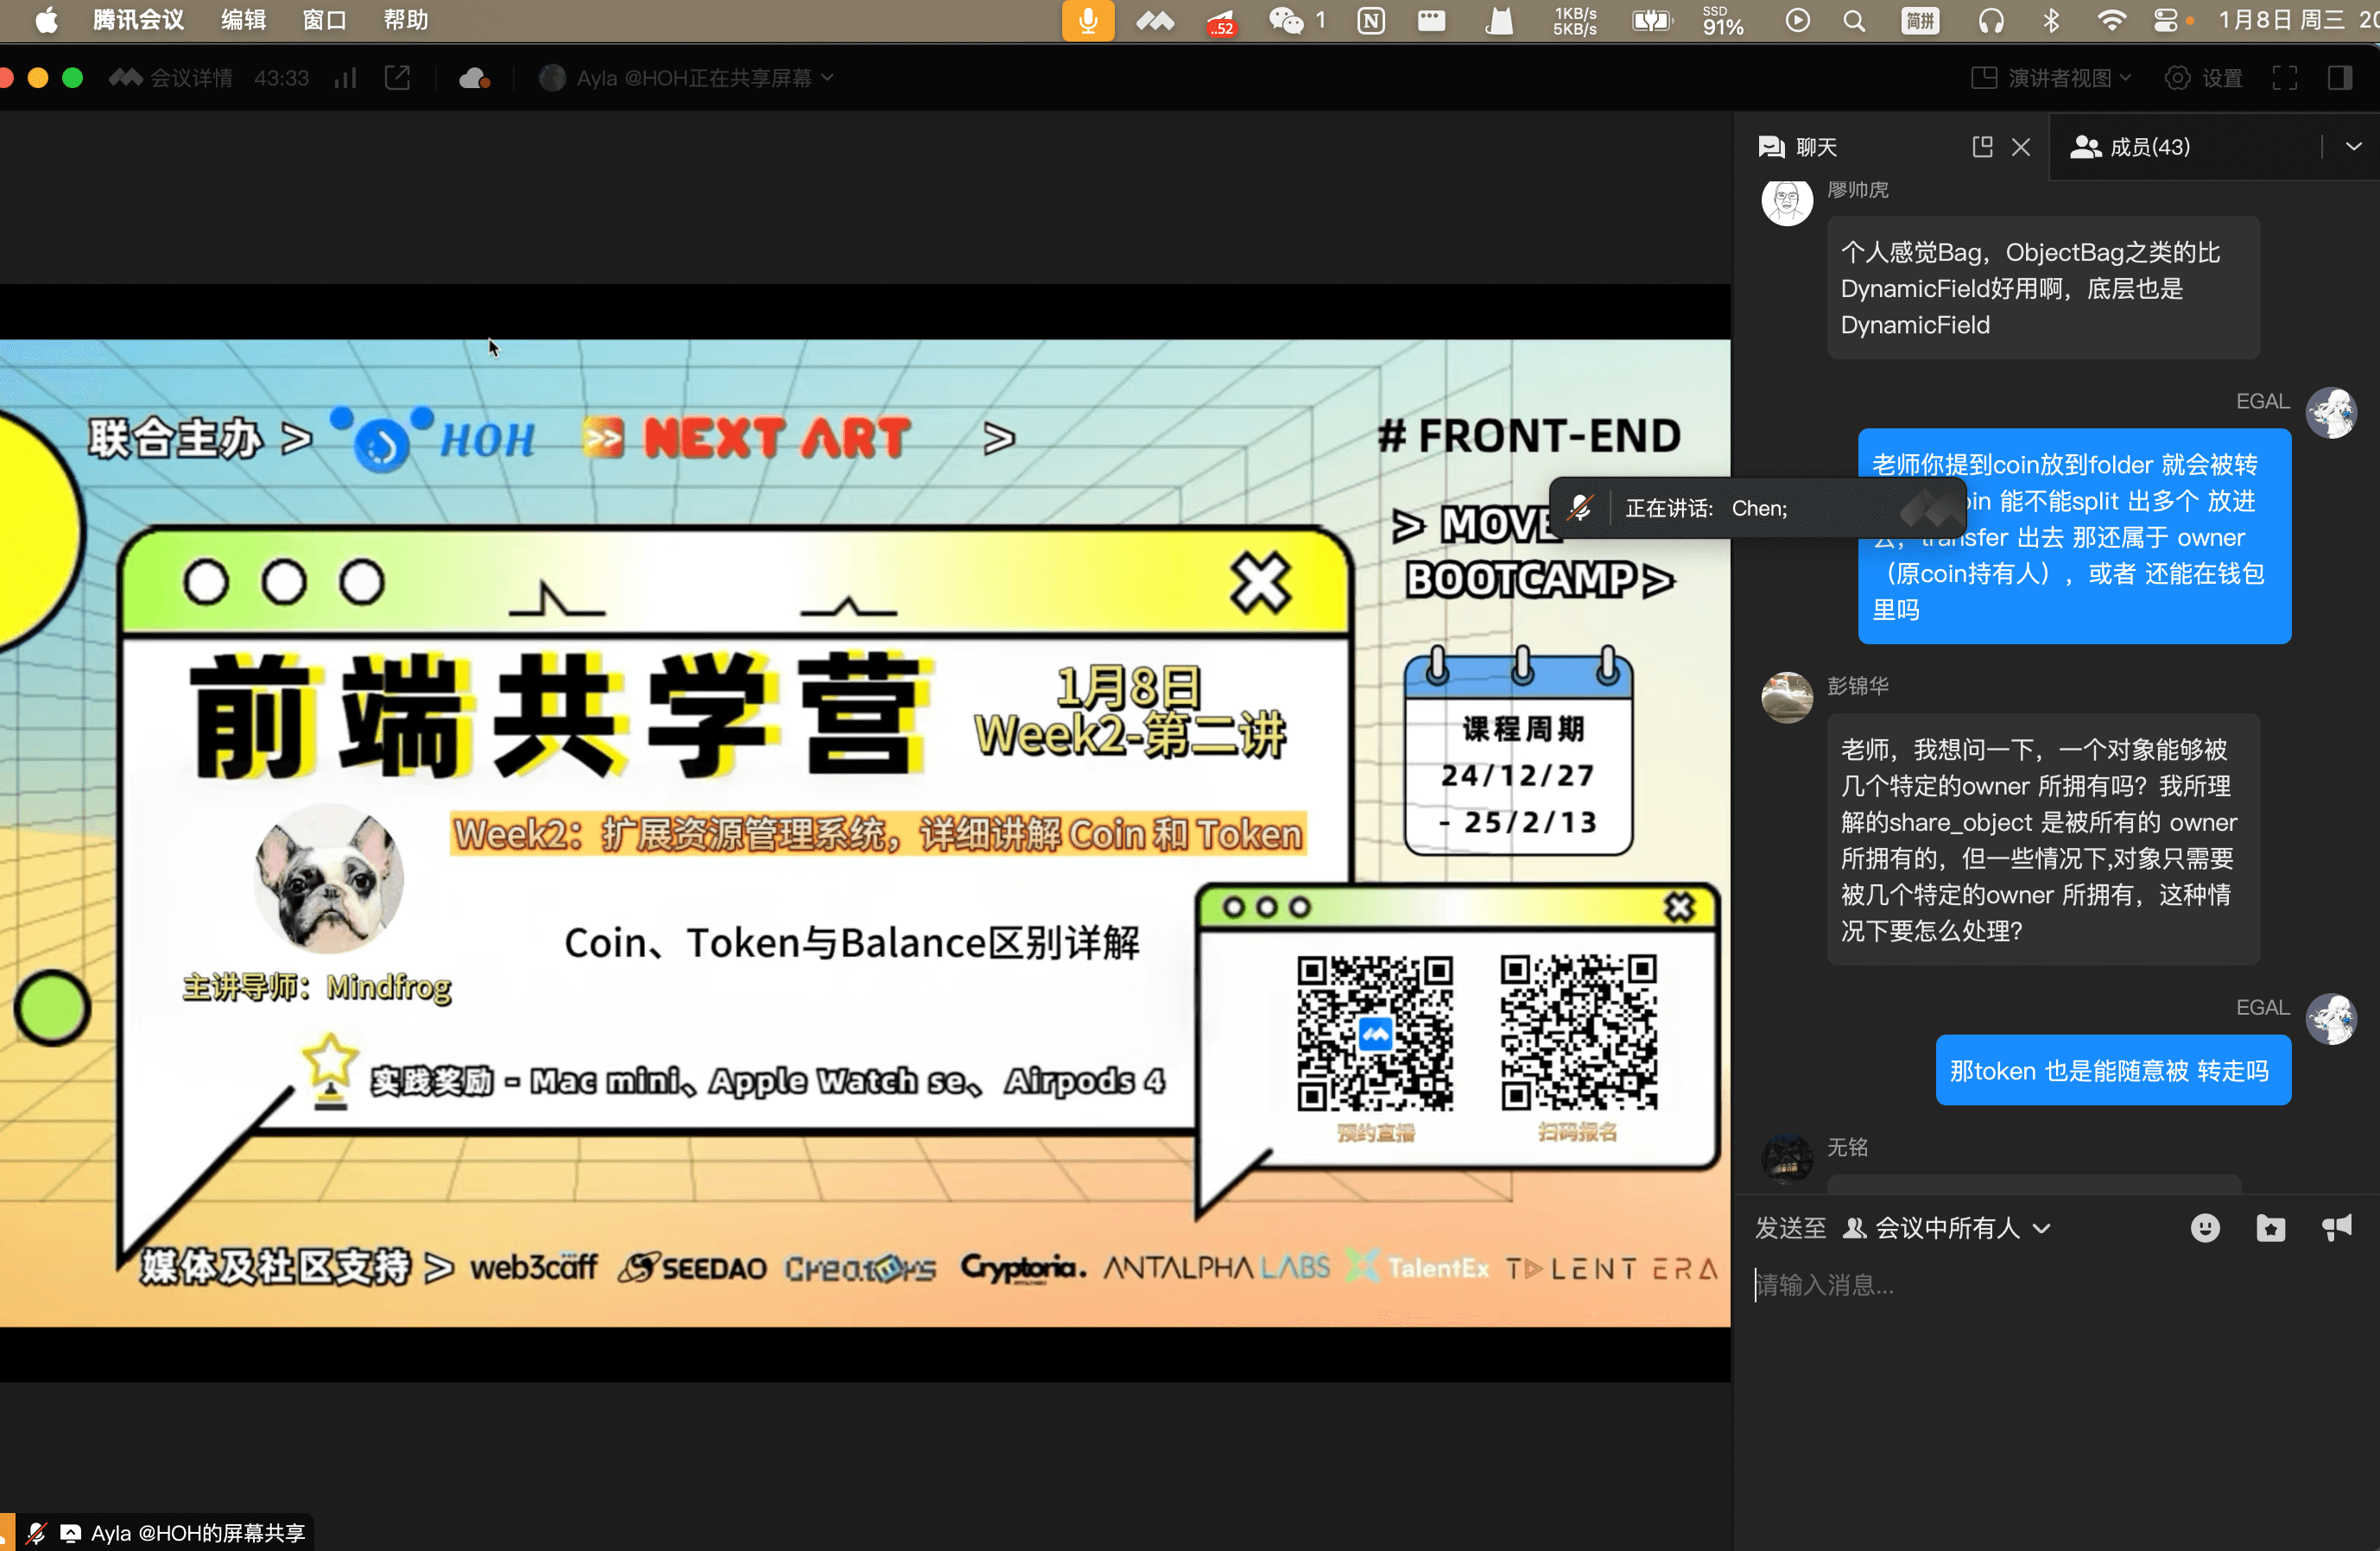 腾讯会议 编辑 窗口 帮助
..52 1 N 1KB/s 5KB/s SSD 91% 简拼 1月8日 周三 20
会议详情 43:33 Ayla @HOH正在共享屏幕 演讲者视图 设置
联合主办 > HOH NEXT ART >
# FRONT-END
> MOVE
BOOTCAMP >
前端共学营
1月8日
Week2-第二讲
Week2：扩展资源管理系统，详细讲解 Coin 和 Token
Coin、Token与Balance区别详解
主讲导师：Mindfrog
实践奖励 - Mac mini、Apple Watch se、 Airpods 4
课程周期
24/12/27
- 25/2/13
预约直播 扫码报名
媒体及社区支持 > web3caff SEEDAO Creators Cryptoria. ANTALPHA LABS TalentEx TALENT ERA
Ayla @HOH的屏幕共享
正在讲话: Chen;
聊天 成员(43)
廖帅虎
个人感觉Bag，ObjectBag之类的比
DynamicField好用啊，底层也是
DynamicField
EGAL
老师你提到coin放到folder 就会被转
in 能不能split 出多个 放进
去，transfer 出去 那还属于 owner
（原coin持有人），或者 还能在钱包
里吗
彭锦华
老师，我想问一下，一个对象能够被
几个特定的owner 所拥有吗？我所理
解的share_object 是被所有的 owner
所拥有的，但一些情况下,对象只需要
被几个特定的owner 所拥有，这种情
况下要怎么处理？
EGAL
那token 也是能随意被 转走吗
无铭
发送至 会议中所有人
请输入消息...